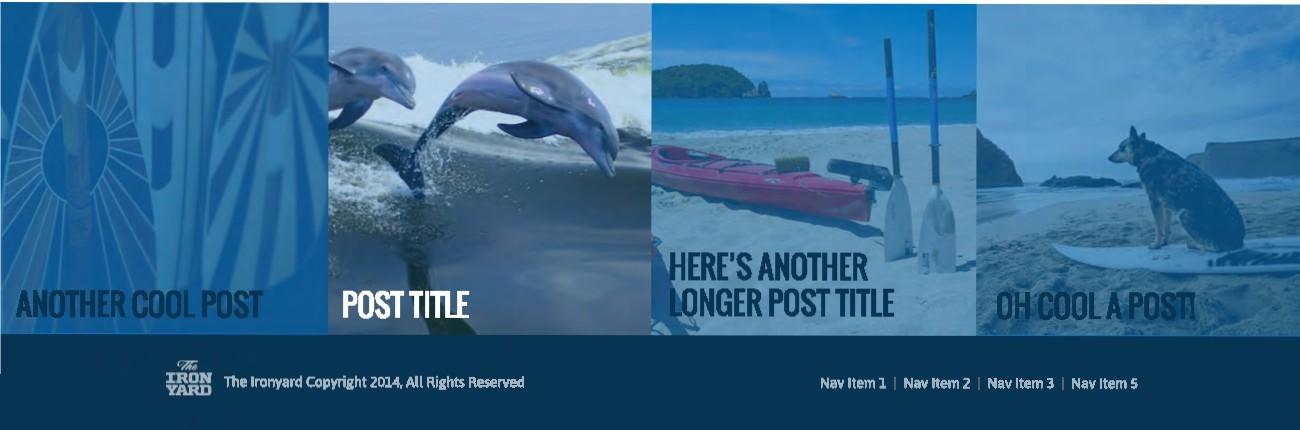 ANOTHER COOL POST
POST TITLE
HERE'S ANOTHER
LONGER POST TITLE
OH COOL A POST!
The
IRON
YARD
The Ironyard Copyright 2014, All Rights Reserved
Nav Item 1 | Nav Item 2 | Nav Item 3 | Nav Item 5